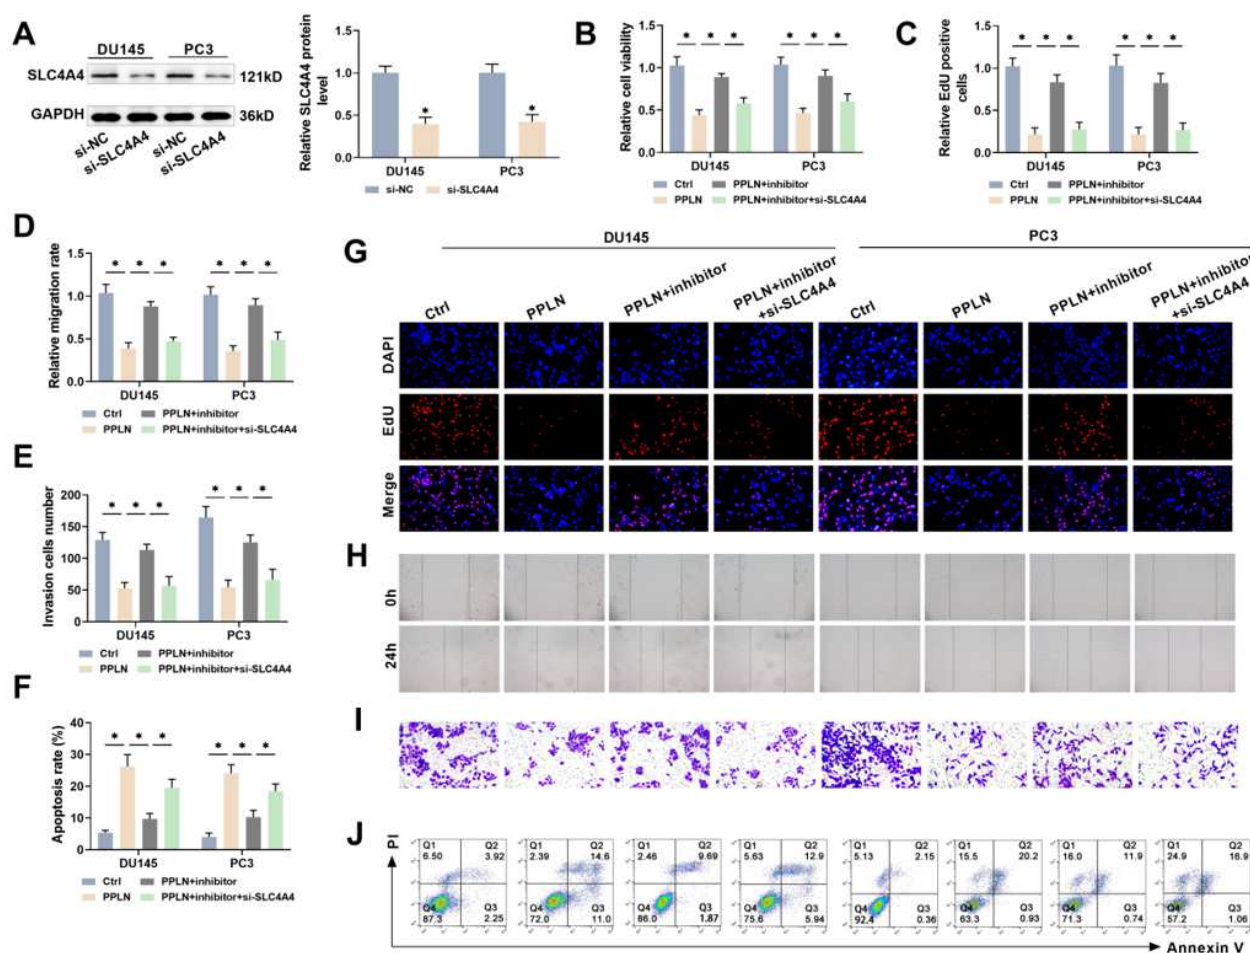 A
DU145 PC3
SLC4A4 121kD
GAPDH 36kD
si-NC si-SLC4A4 si-NC si-SLC4A4
Relative SLC4A4 protein
level
1.5
1.0
0.5
0.0
* *
DU145 PC3
si-NC si-SLC4A4
B
Relative cell viability
1.5
1.0
0.5
0.0
* * * * * *
DU145 PC3
Ctrl PPLN+inhibitor
PPLN PPLN+inhibitor+si-SLC4A4
C
Relative EdU positive
cells
1.5
1.0
0.5
0.0
* * * * * *
DU145 PC3
Ctrl PPLN+inhibitor
PPLN PPLN+inhibitor+si-SLC4A4
D
Relative migration rate
1.5
1.0
0.5
0.0
* * * * * *
DU145 PC3
Ctrl PPLN+inhibitor
PPLN PPLN+inhibitor+si-SLC4A4
E
Invasion cells number
200
150
100
50
0
* * * * * *
DU145 PC3
Ctrl PPLN+inhibitor
PPLN PPLN+inhibitor+si-SLC4A4
F
Apoptosis rate (%)
40
30
20
10
0
* * * * * *
DU145 PC3
Ctrl PPLN+inhibitor
PPLN PPLN+inhibitor+si-SLC4A4
G
DU145 PC3
Ctrl PPLN PPLN+inhibitor PPLN+inhibitor
+si-SLC4A4 Ctrl PPLN PPLN+inhibitor PPLN+inhibitor
+si-SLC4A4
DAPI
EdU
Merge
H
0h
24h
I
J
PI
Q1 Q2 Q1 Q2 Q1 Q2 Q1 Q2 Q1 Q2 Q1 Q2 Q1 Q2 Q1 Q2
6.50 3.92 2.39 14.6 2.46 9.69 5.63 12.9 5.13 2.15 15.5 20.2 16.0 11.9 24.9 16.9
Q4 Q3 Q4 Q3 Q4 Q3 Q4 Q3 Q4 Q3 Q4 Q3 Q4 Q3 Q4 Q3
87.3 2.25 72.0 11.0 86.0 1.87 75.6 5.94 92.4 0.36 63.3 0.93 71.3 0.74 57.2 1.06
Annexin V